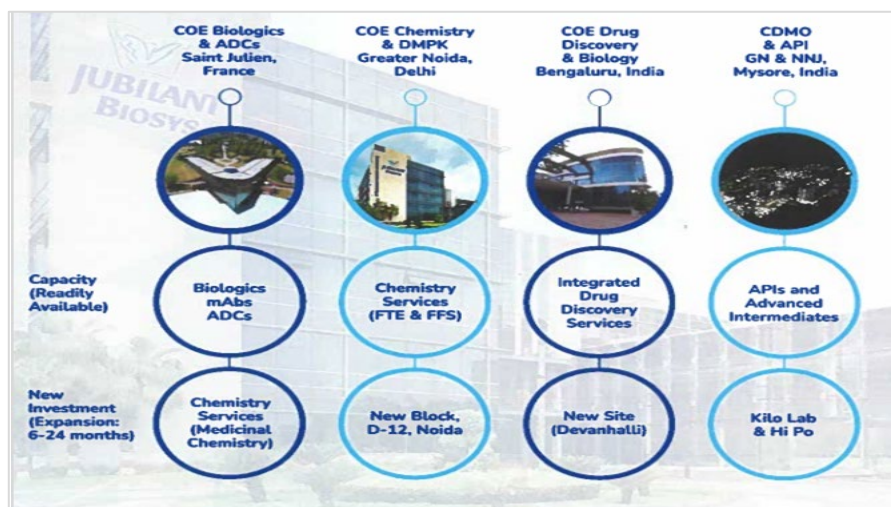 COE Biologics
& ADCs
Saint Julien,
France
COE Chemistry
& DMPK
Greater Noida,
Delhi
COE Drug
Discovery
& Biology
Bengaluru, India
CDMO
& API
GN & NNJ,
Mysore, India
JUBILANT
BIOSYS
JUBILANT
Capacity
(Readily
Available)
Biologics
mAbs
ADCs
Chemistry
Services
(FTE & FFS)
Integrated
Drug
Discovery
Services
APIs and
Advanced
Intermediates
New
Investment
(Expansion:
6-24 months)
Chemistry
Services
(Medicinal
Chemistry)
New Block,
D-12, Noida
New Site
(Devanhalli)
Kilo Lab
& Hi Po